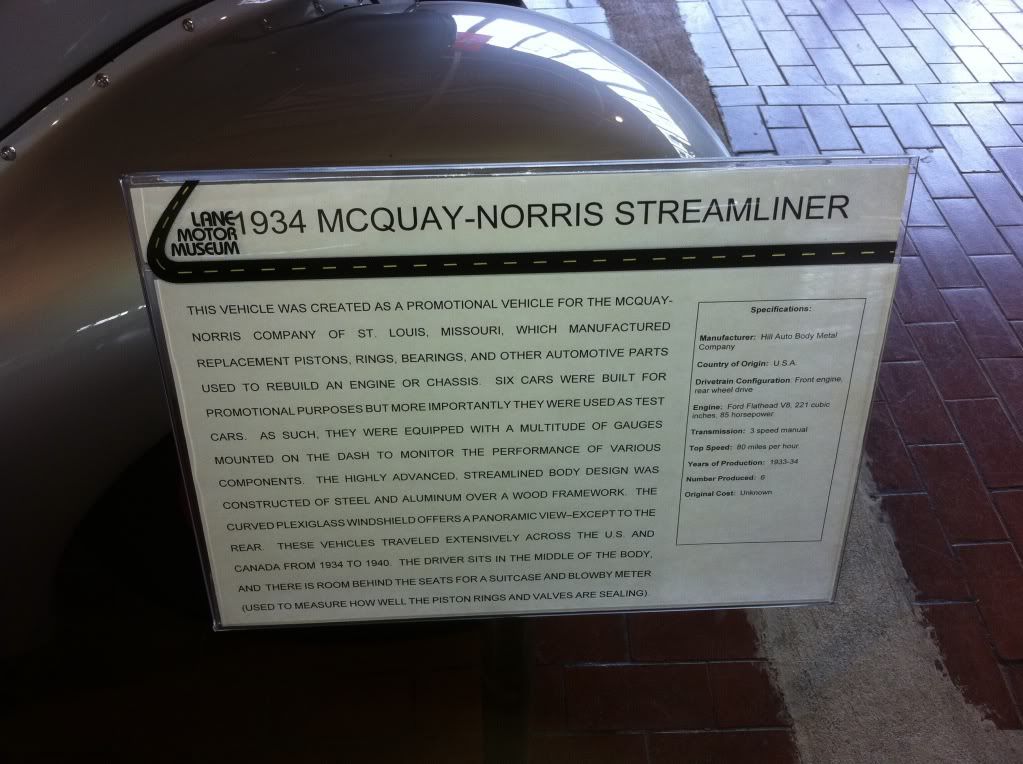 LANE
MOTOR
MUSEUM
1934 MCQUAY-NORRIS STREAMLINER
THIS VEHICLE WAS CREATED AS A PROMOTIONAL VEHICLE FOR THE MCQUAY-
NORRIS COMPANY OF ST. LOUIS, MISSOURI, WHICH MANUFACTURED
REPLACEMENT PISTONS, RINGS, BEARINGS, AND OTHER AUTOMOTIVE PARTS
USED TO REBUILD AN ENGINE OR CHASSIS. SIX CARS WERE BUILT FOR
PROMOTIONAL PURPOSES BUT MORE IMPORTANTLY THEY WERE USED AS TEST
CARS. AS SUCH, THEY WERE EQUIPPED WITH A MULTITUDE OF GAUGES
MOUNTED ON THE DASH TO MONITOR THE PERFORMANCE OF VARIOUS
COMPONENTS. THE HIGHLY ADVANCED, STREAMLINED BODY DESIGN WAS
CONSTRUCTED OF STEEL AND ALUMINUM OVER A WOOD FRAMEWORK. THE
CURVED PLEXIGLASS WINDSHIELD OFFERS A PANORAMIC VIEW–EXCEPT TO THE
REAR. THESE VEHICLES TRAVELED EXTENSIVELY ACROSS THE U.S. AND
CANADA FROM 1934 TO 1940. THE DRIVER SITS IN THE MIDDLE OF THE BODY,
AND THERE IS ROOM BEHIND THE SEATS FOR A SUITCASE AND BLOWBY METER
(USED TO MEASURE HOW WELL THE PISTON RINGS AND VALVES ARE SEALING)
Specifications:
Manufacturer: Hill Auto Body Metal
Company
Country of Origin: U.S.A.
Drivetrain Configuration: Front engine,
rear wheel drive
Engine: Ford Flathead V8, 221 cubic
inches, 85 horsepower
Transmission: 3 speed manual
Top Speed: 80 miles per hour
Years of Production: 1933-34
Number Produced: 6
Original Cost: Unknown